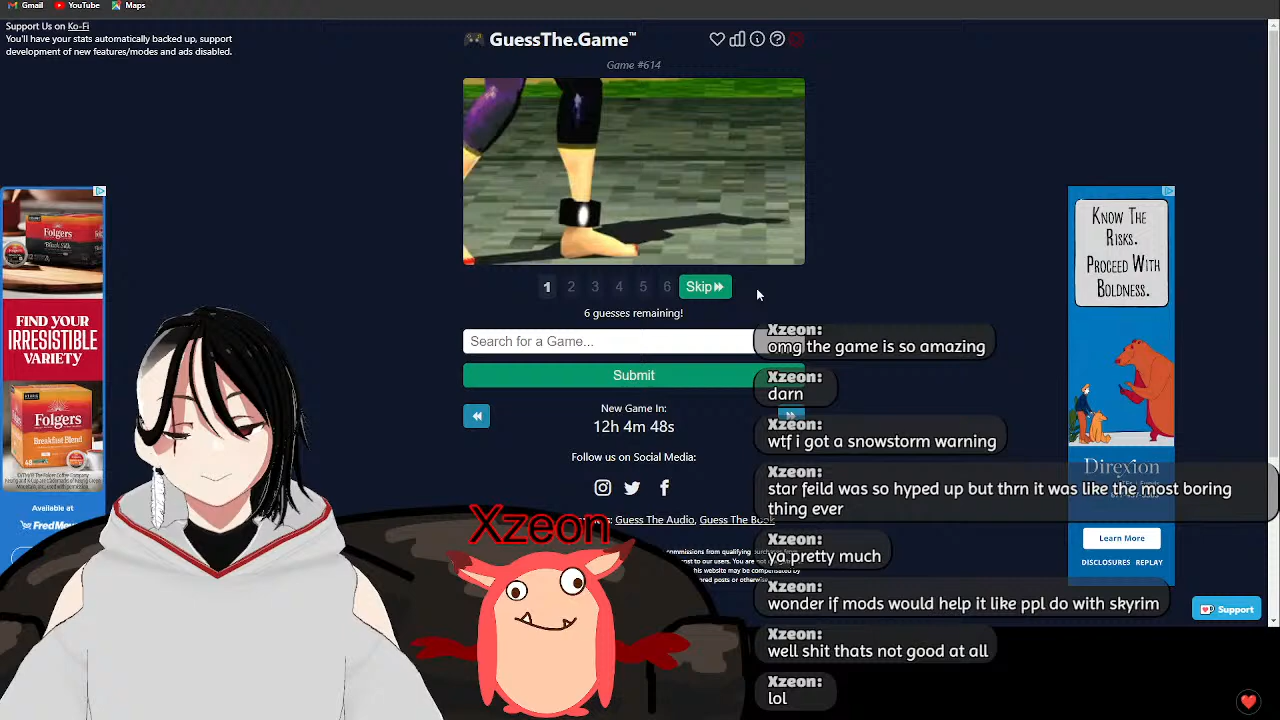 Gmail YouTube Maps
Support Us on Ko-Fi
You'll have your stats automatically backed up, support
development of new features/modes and ads disabled.
GuessThe.Game™
Game #614
1 2 3 4 5 6 Skip
6 guesses remaining!
Search for a Game...
Submit
New Game In:
12h 4m 48s
Follow us on Social Media:
Guess The Audio, Guess The
Folgers
Black Silk
FIND YOUR
IRRESISTIBLE
VARIETY
Folgers
Breakfast Blend
Available at
KNOW THE
RISKS.
PROCEED WITH
BOLDNESS.
Direxion
Learn More
DISCLOSURES REPLAY
Support
Xzeon:
omg the game is so amazing
Xzeon:
darn
Xzeon:
wtf i got a snowstorm warning
Xzeon:
star feild was so hyped up but thrn it was like the most boring
thing ever
Xzeon:
ya pretty much
Xzeon:
wonder if mods would help it like ppl do with skyrim
Xzeon:
well shit thats not good at all
Xzeon:
lol
Xzeon